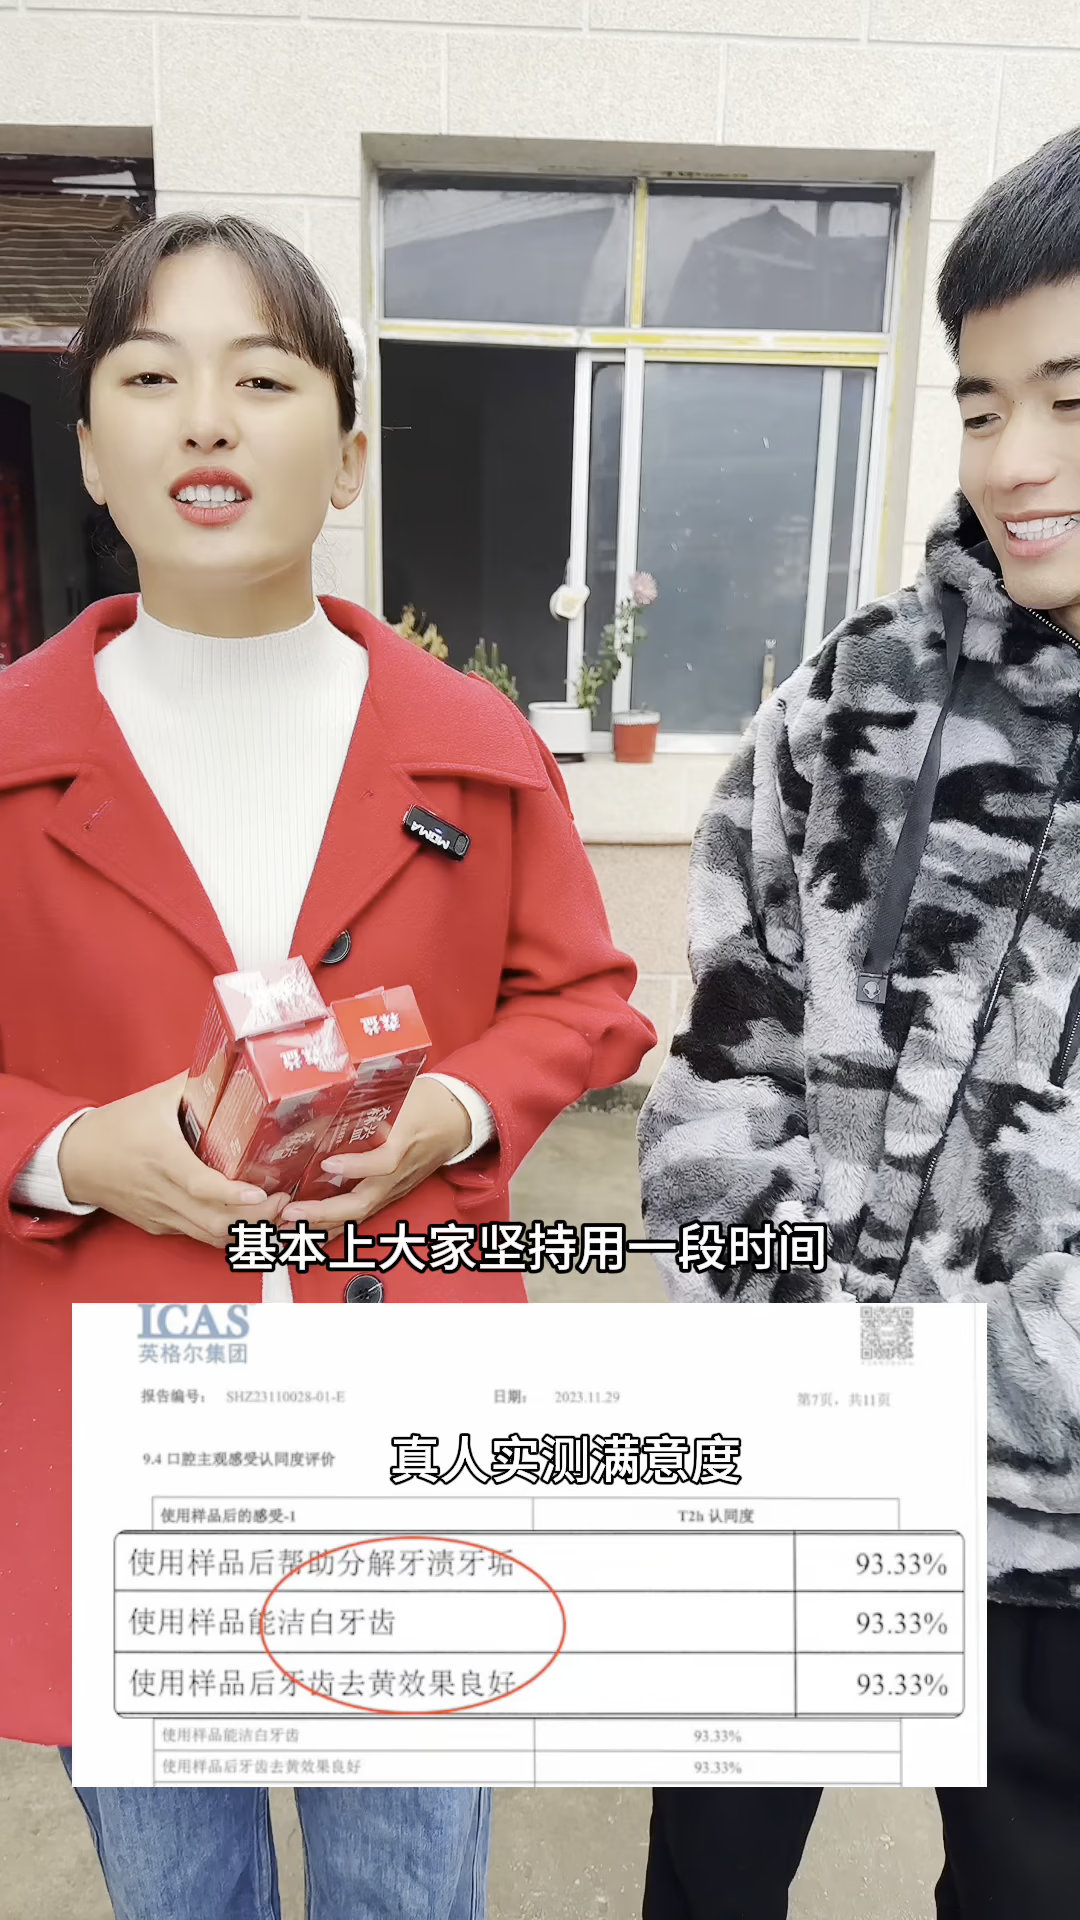 MOMA
森益
森益
森益
基本上大家坚持用一段时间
ICAS
英格尔集团
报告编号: SHZ23110028-01-E 日期: 2023.11.29 第7页, 共11页
9.4 口腔主观感受认同度评价
真人实测满意度
使用样品后的感受-1 T2h 认同度
使用样品后帮助分解牙渍牙垢 93.33%
使用样品能洁白牙齿 93.33%
使用样品后牙齿去黄效果良好 93.33%
使用样品能洁白牙齿 93.33%
使用样品后牙齿去黄效果良好 93.33%